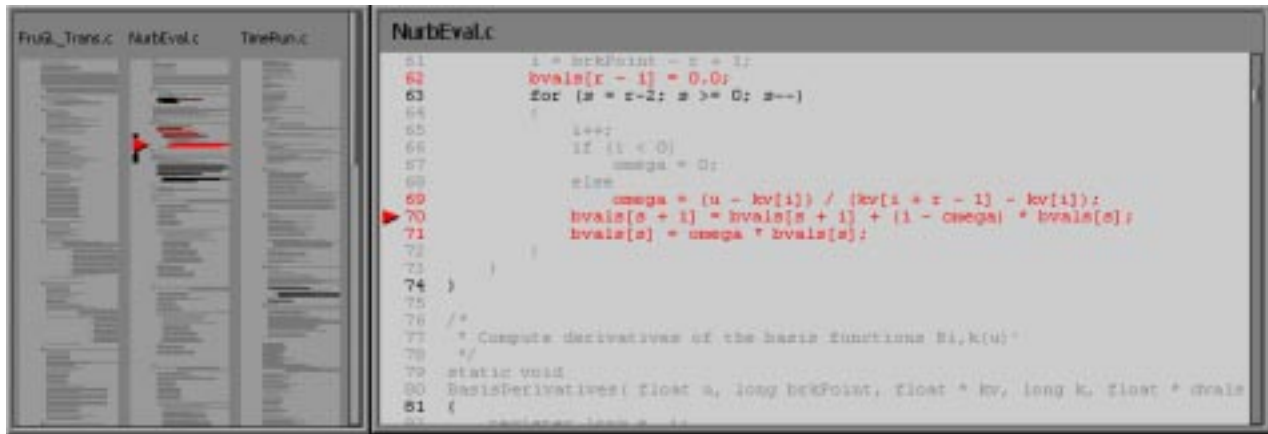 FruGL_Trans.c NurbEval.c TimeRun.c
NurbEval.c
61 i = brkPoint - r + 1;
62 bvals[r - 1] = 0.0;
63 for (s = r-2; s >= 0; s--)
64 {
65 i++;
66 if (i < 0)
67 omega = 0;
68 else
69 omega = (u - kv[i]) / (kv[i + r - 1] - kv[i]);
70 bvals[s + 1] = bvals[s + 1] + (1 - omega) * bvals[s];
71 bvals[s] = omega * bvals[s];
72 }
73 }
74 }
75
76 /*
77 * Compute derivatives of the basis functions Bi,k(u)'
78 */
79 static void
80 BasisDerivatives( float u, long brkPoint, float * kv, long k, float * dvals
81 {
82 register long s, i;